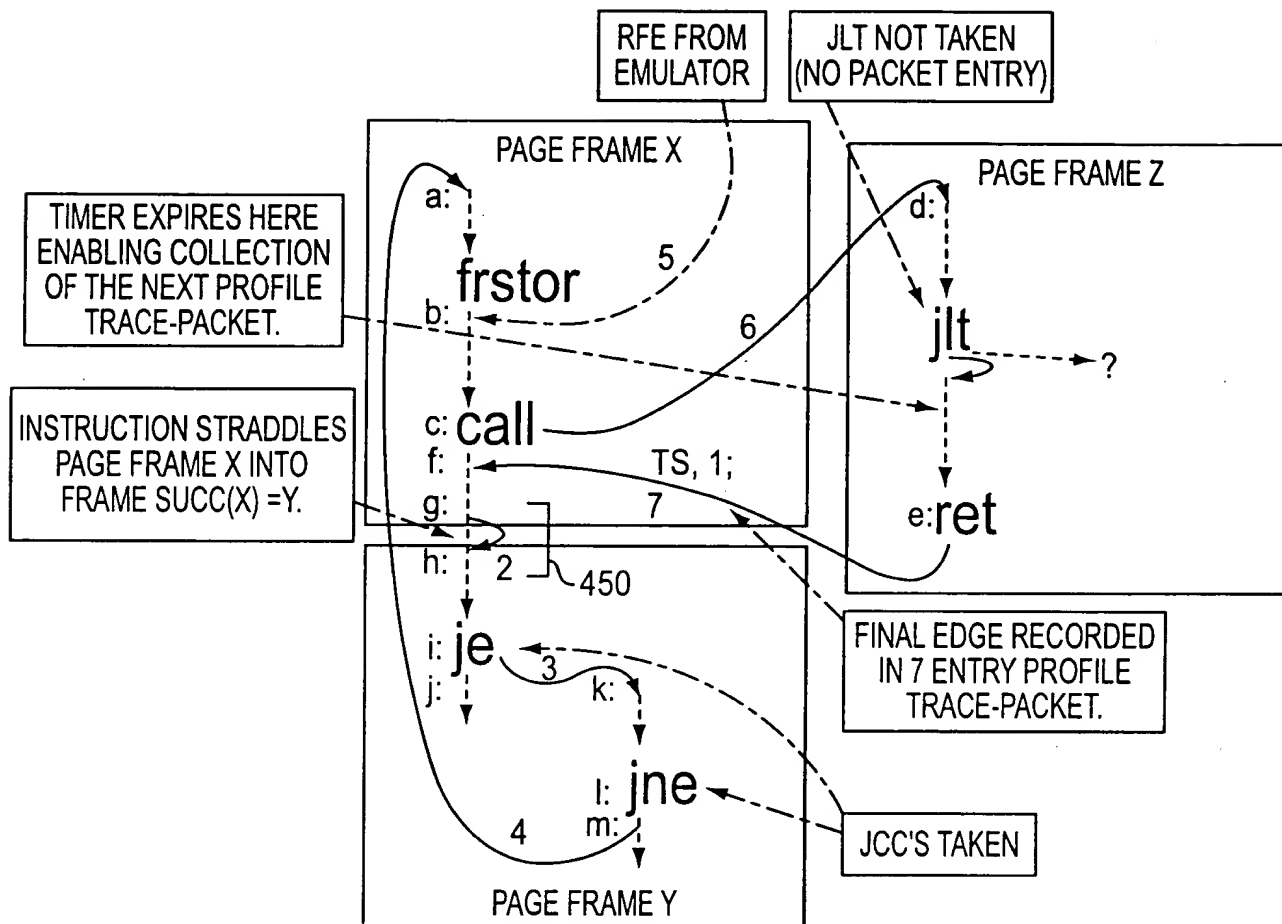 RFE FROM
EMULATOR
JLT NOT TAKEN
(NO PACKET ENTRY)
PAGE FRAME X
PAGE FRAME Z
TIMER EXPIRES HERE
ENABLING COLLECTION
OF THE NEXT PROFILE
TRACE-PACKET.
a:
d:
5
frstor
b:
6
jlt
?
INSTRUCTION STRADDLES
PAGE FRAME X INTO
FRAME SUCC(X) =Y.
c: call
f:
TS, 1;
7
g:
e: ret
h:
2
450
FINAL EDGE RECORDED
IN 7 ENTRY PROFILE
TRACE-PACKET.
i: je
3
j:
k:
l: jne
m:
4
JCC'S TAKEN
PAGE FRAME Y